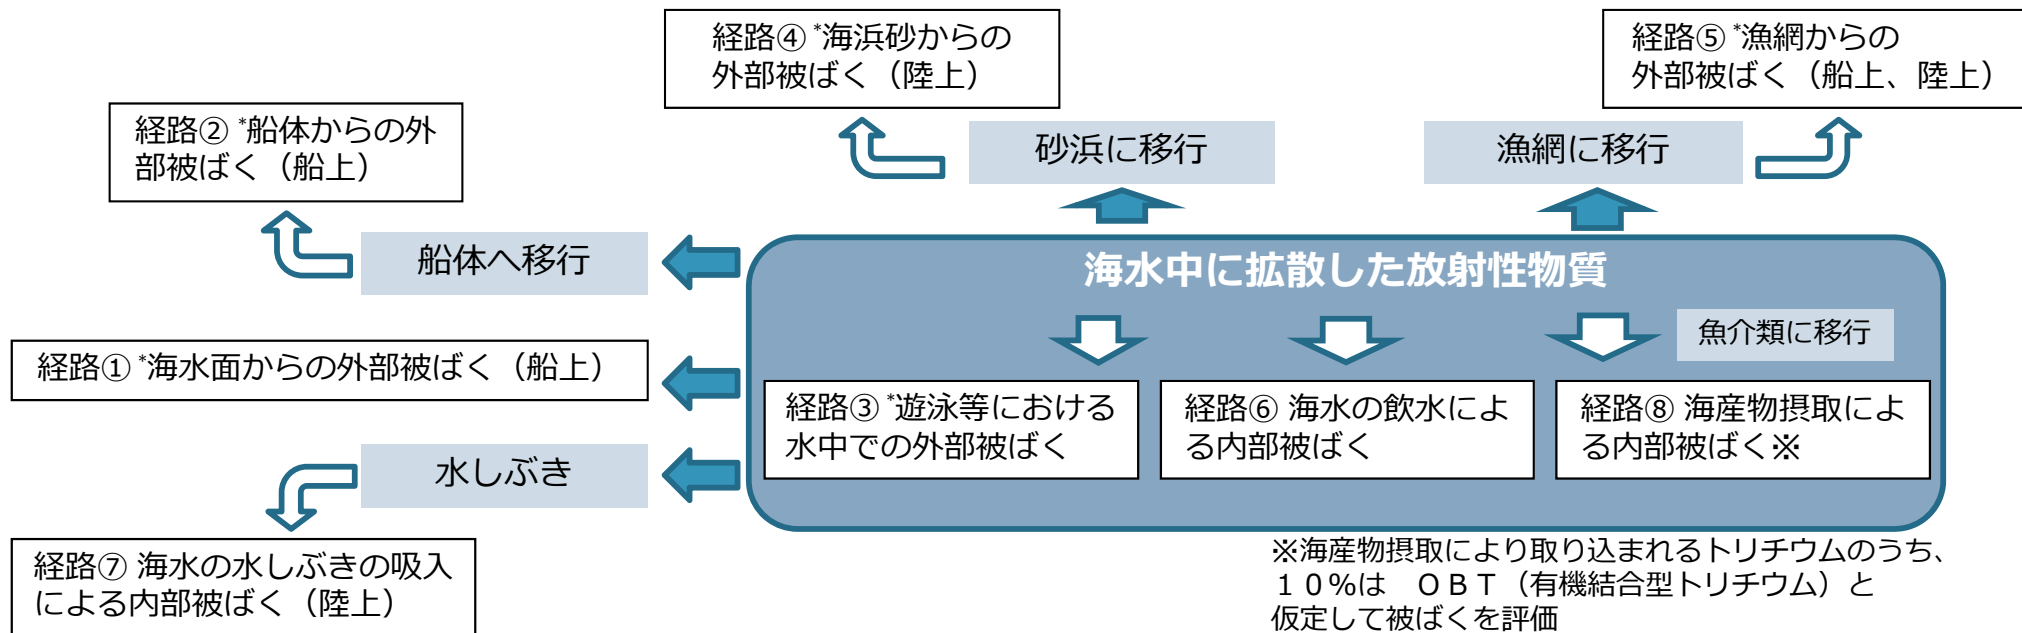 経路④ *海浜砂からの
外部被ばく（陸上）
経路⑤ *漁網からの
外部被ばく（船上、陸上）
経路② *船体からの外
部被ばく（船上）
砂浜に移行
漁網に移行
船体へ移行
海水中に拡散した放射性物質
魚介類に移行
経路① *海水面からの外部被ばく（船上）
経路③ *遊泳等における
水中での外部被ばく
経路⑥ 海水の飲水によ
る内部被ばく
経路⑧ 海産物摂取によ
る内部被ばく※
水しぶき
経路⑦ 海水の水しぶきの吸入
による内部被ばく（陸上）
※海産物摂取により取り込まれるトリチウムのうち、
１０%は　ＯＢＴ（有機結合型トリチウム）と
仮定して被ばくを評価